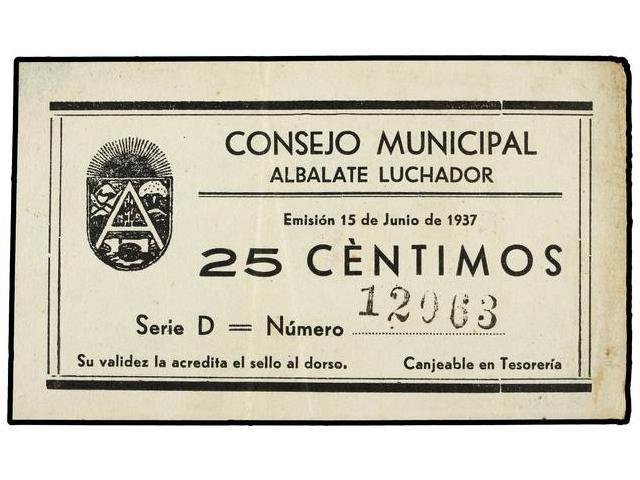 CONSEJO MUNICIPAL
ALBALATE LUCHADOR
A
Emisión 15 de Junio de 1937
25 CÈNTIMOS
Serie D = Número 12063
Su validez la acredita el sello al dorso. Canjeable en Tesorería